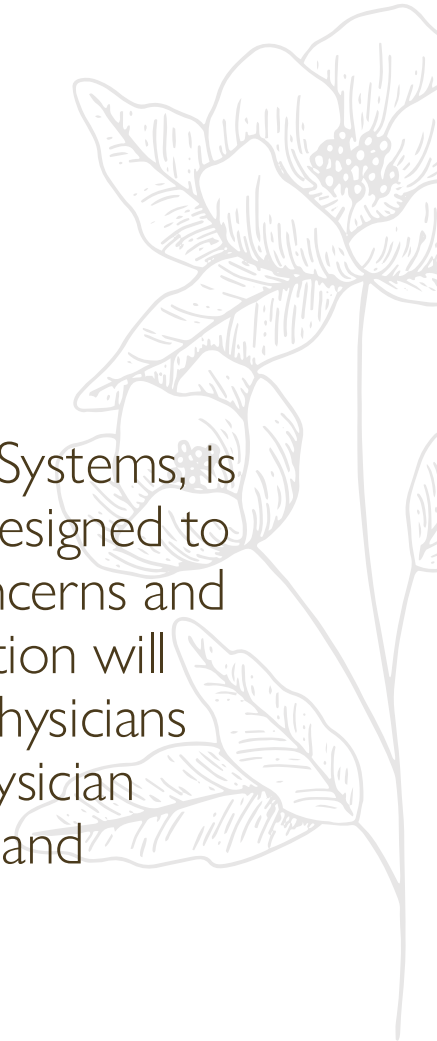 Systems, is
esigned to
ncerns and
tion will
hysicians
ysician
and